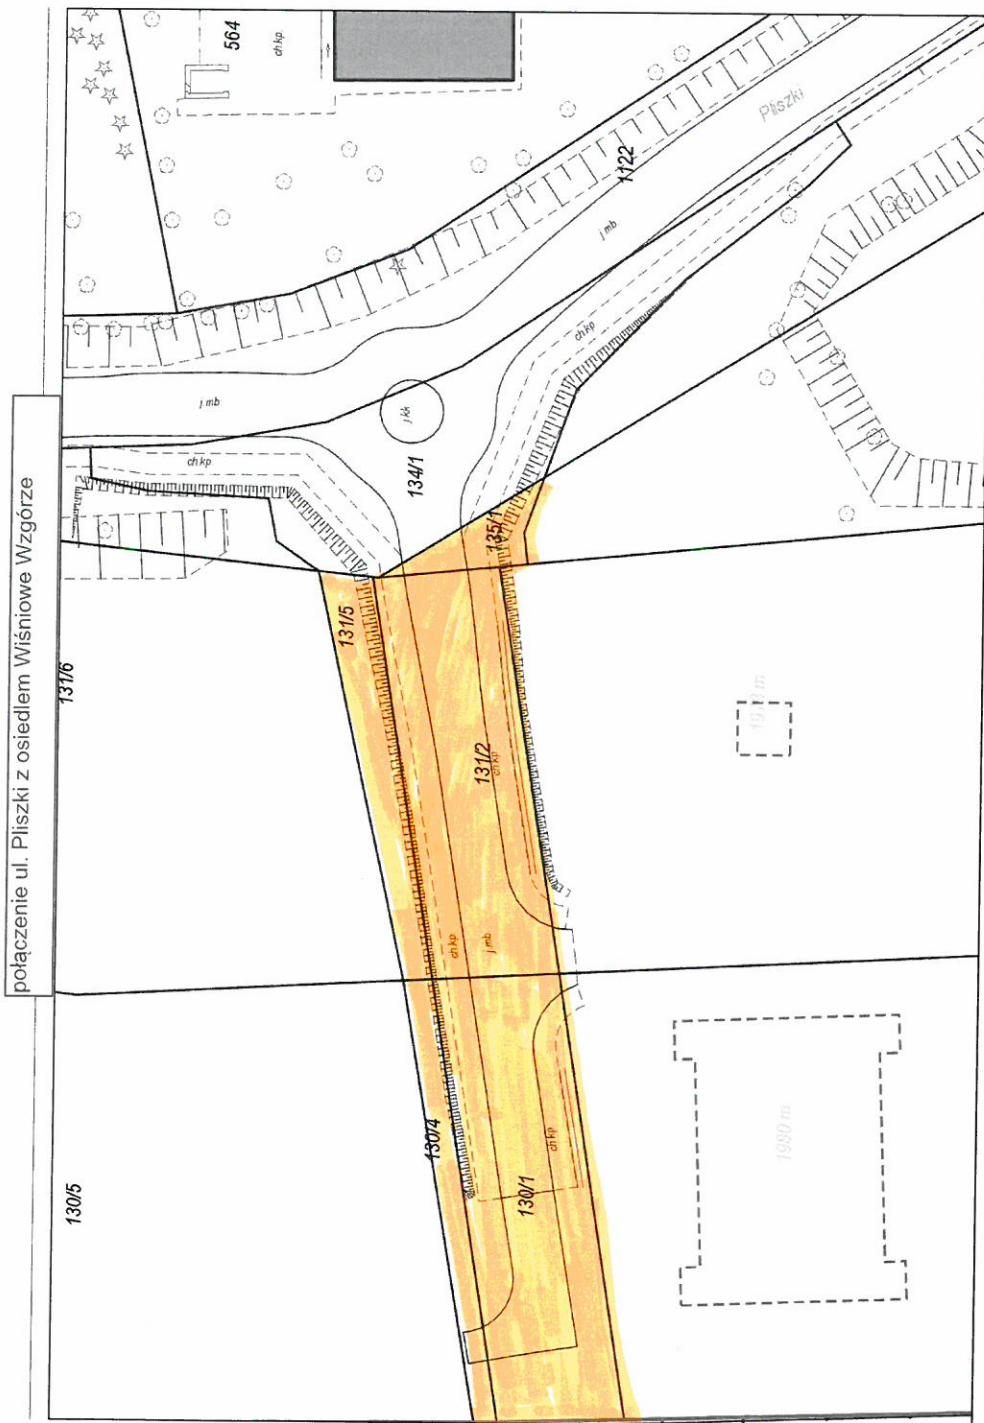 połączenie ul. Pliszki z osiedlem Wiśniowe Wzgórze
564
ch.kp
Pliszki
1122
j.mb
ch.kp
j.mb
j.kk
ch.kp
134/1
135/1
131/5
131/6
131/2
ch.kp
ch.kp
j.mb
130/4
130/5
130/1
ch.kp
1980 m